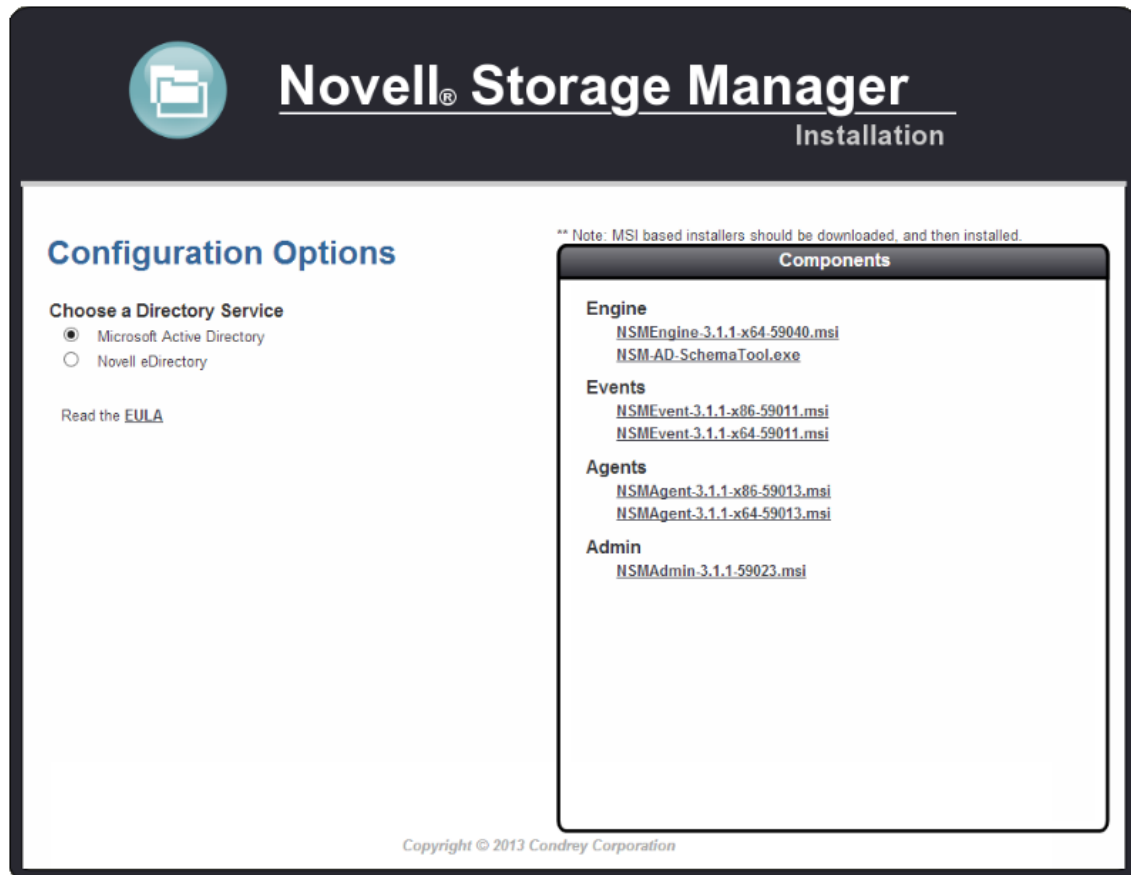 Novell® Storage Manager
Installation
Configuration Options
Choose a Directory Service
Microsoft Active Directory
Novell eDirectory
Read the EULA
** Note: MSI based installers should be downloaded, and then installed.
Components
Engine
NSMEngine-3.1.1-x64-59040.msi
NSM-AD-SchemaTool.exe
Events
NSMEvent-3.1.1-x86-59011.msi
NSMEvent-3.1.1-x64-59011.msi
Agents
NSMAgent-3.1.1-x86-59013.msi
NSMAgent-3.1.1-x64-59013.msi
Admin
NSMAdmin-3.1.1-59023.msi
Copyright © 2013 Condrey Corporation